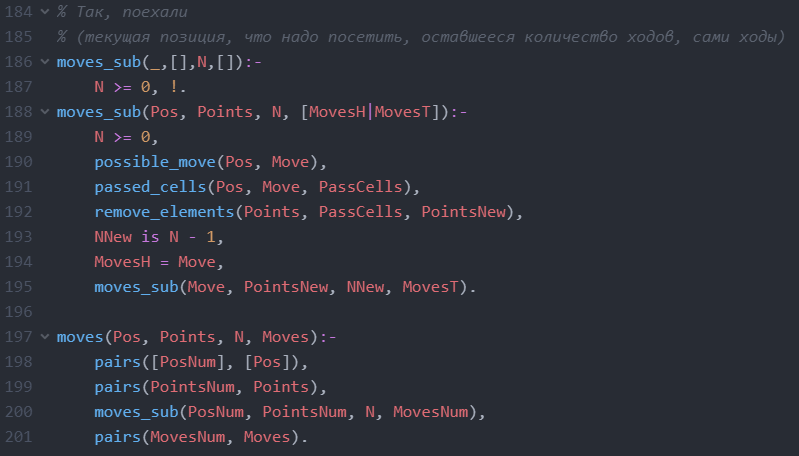 184 % Так, поехали
185 % (текущая позиция, что надо посетить, оставшееся количество ходов, сами ходы)
186 moves_sub(_,[],N,[]):-
187     N >= 0, !.
188 moves_sub(Pos, Points, N, [MovesH|MovesT]):-
189     N >= 0,
190     possible_move(Pos, Move),
191     passed_cells(Pos, Move, PassCells),
192     remove_elements(Points, PassCells, PointsNew),
193     NNew is N - 1,
194     MovesH = Move,
195     moves_sub(Move, PointsNew, NNew, MovesT).
196
197 moves(Pos, Points, N, Moves):-
198     pairs([PosNum], [Pos]),
199     pairs(PointsNum, Points),
200     moves_sub(PosNum, PointsNum, N, MovesNum),
201     pairs(MovesNum, Moves).